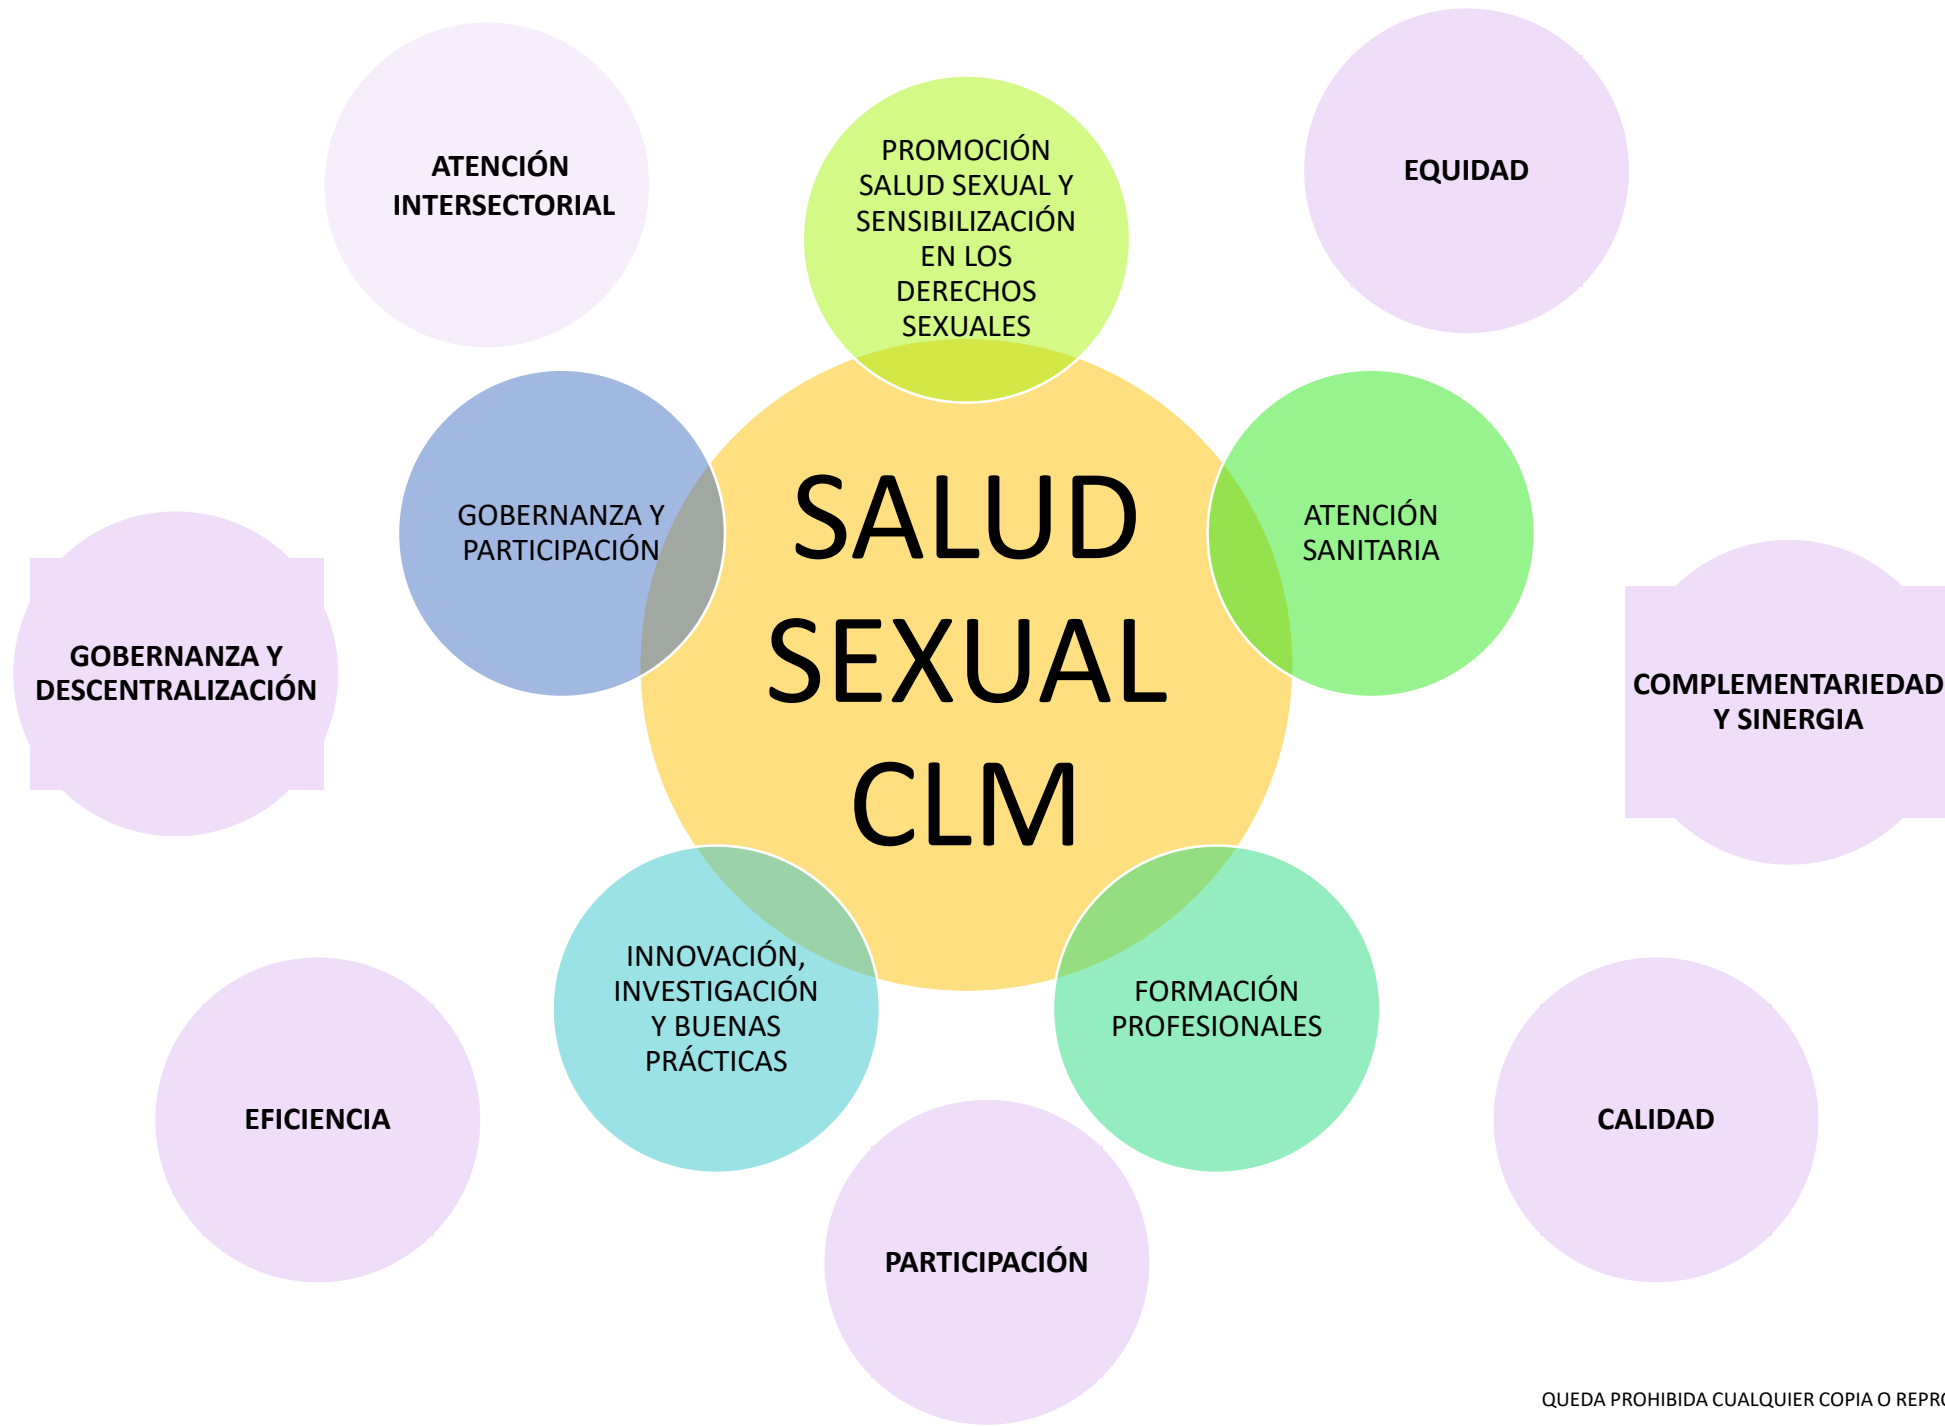 ATENCIÓN
INTERSECTORIAL
PROMOCIÓN
SALUD SEXUAL Y
SENSIBILIZACIÓN
EN LOS
DERECHOS
SEXUALES
EQUIDAD
GOBERNANZA Y
PARTICIPACIÓN
SALUD
SEXUAL
CLM
ATENCIÓN
SANITARIA
GOBERNANZA Y
DESCENTRALIZACIÓN
COMPLEMENTARIEDAD
Y SINERGIA
INNOVACIÓN,
INVESTIGACIÓN
Y BUENAS
PRÁCTICAS
FORMACIÓN
PROFESIONALES
EFICIENCIA
CALIDAD
PARTICIPACIÓN
QUEDA PROHIBIDA CUALQUIER COPIA O